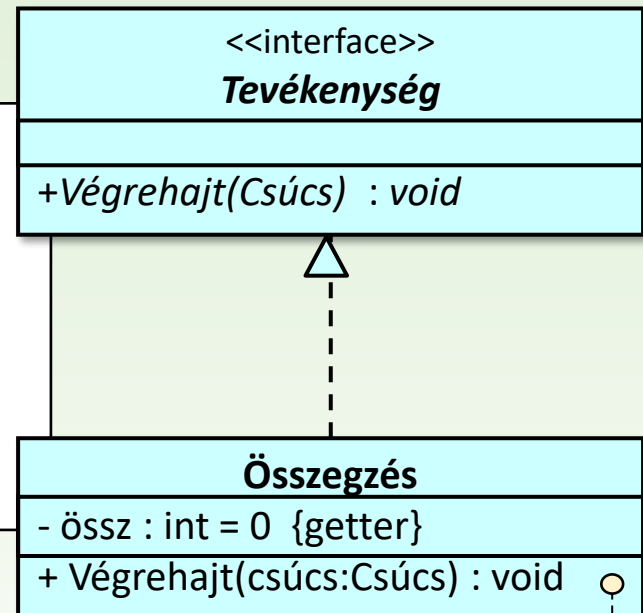 <<interface>>
Tevékenység
+Végrehajt(Csúcs) : void
Összegzés
- össz : int = 0 {getter}
+ Végrehajt(csúcs:Csúcs) : void